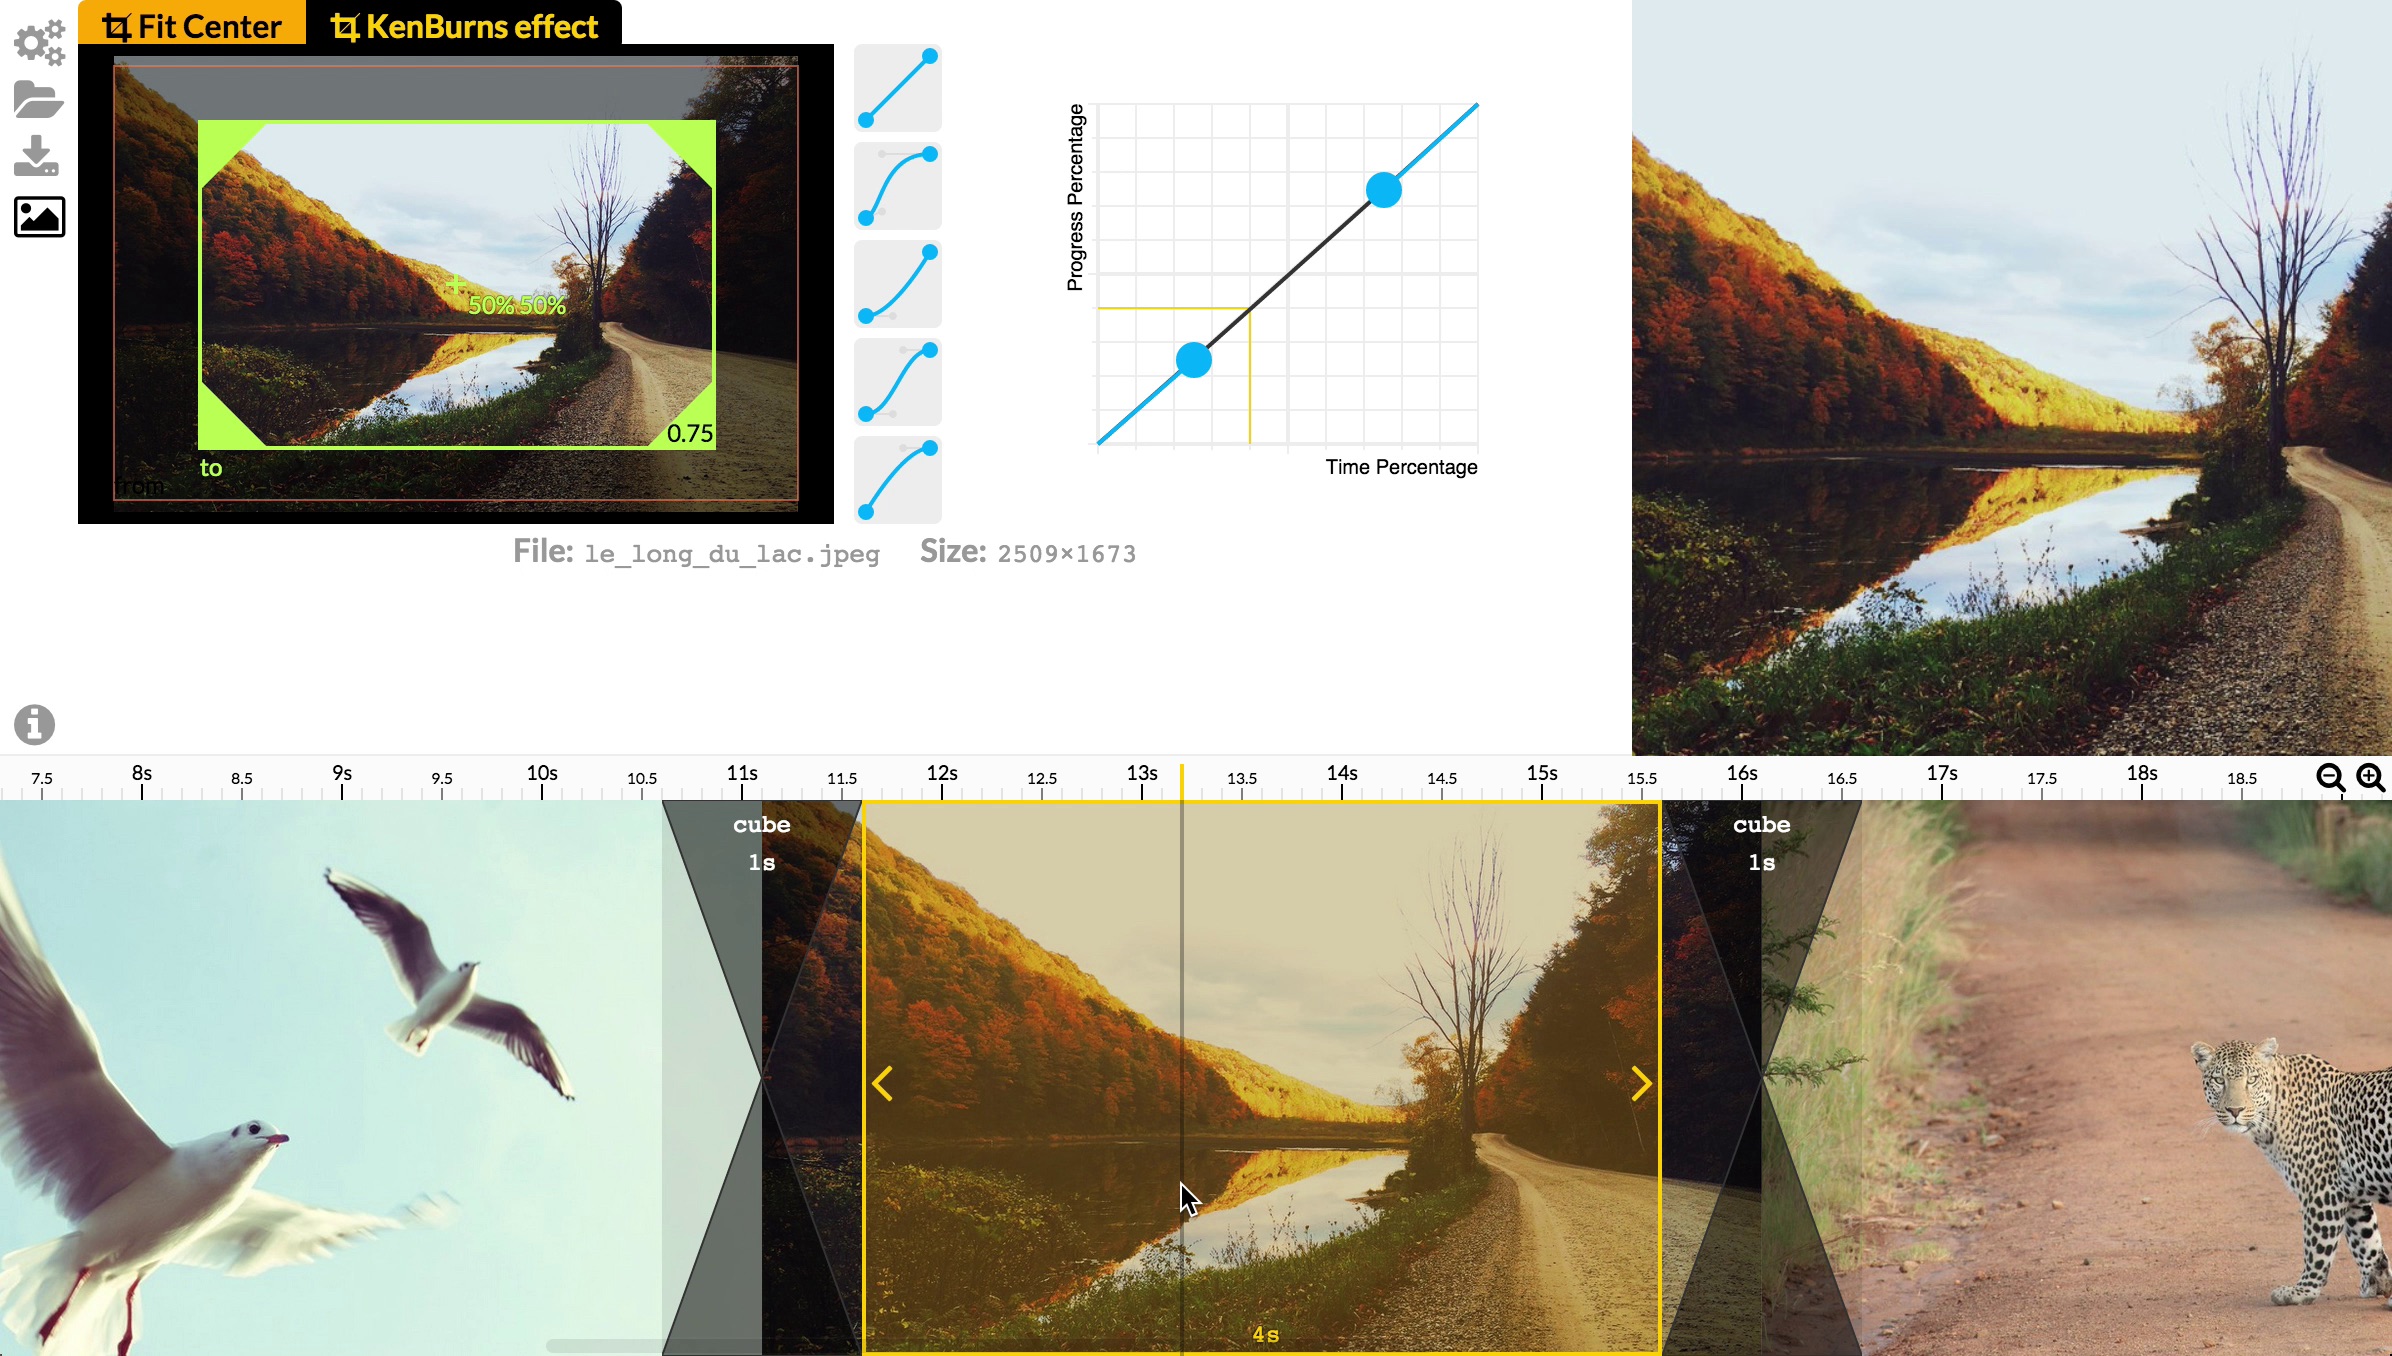 Fit Center
KenBurns effect
50% 50%
0.75
to
from
Progress Percentage
Time Percentage
File: le_long_du_lac.jpeg
Size: 2509×1673
7.5 8s 8.5 9s 9.5 10s 10.5 11s 11.5 12s 12.5 13s 13.5 14s 14.5 15s 15.5 16s 16.5 17s 17.5 18s 18.5
cube
1s
cube
1s
4s